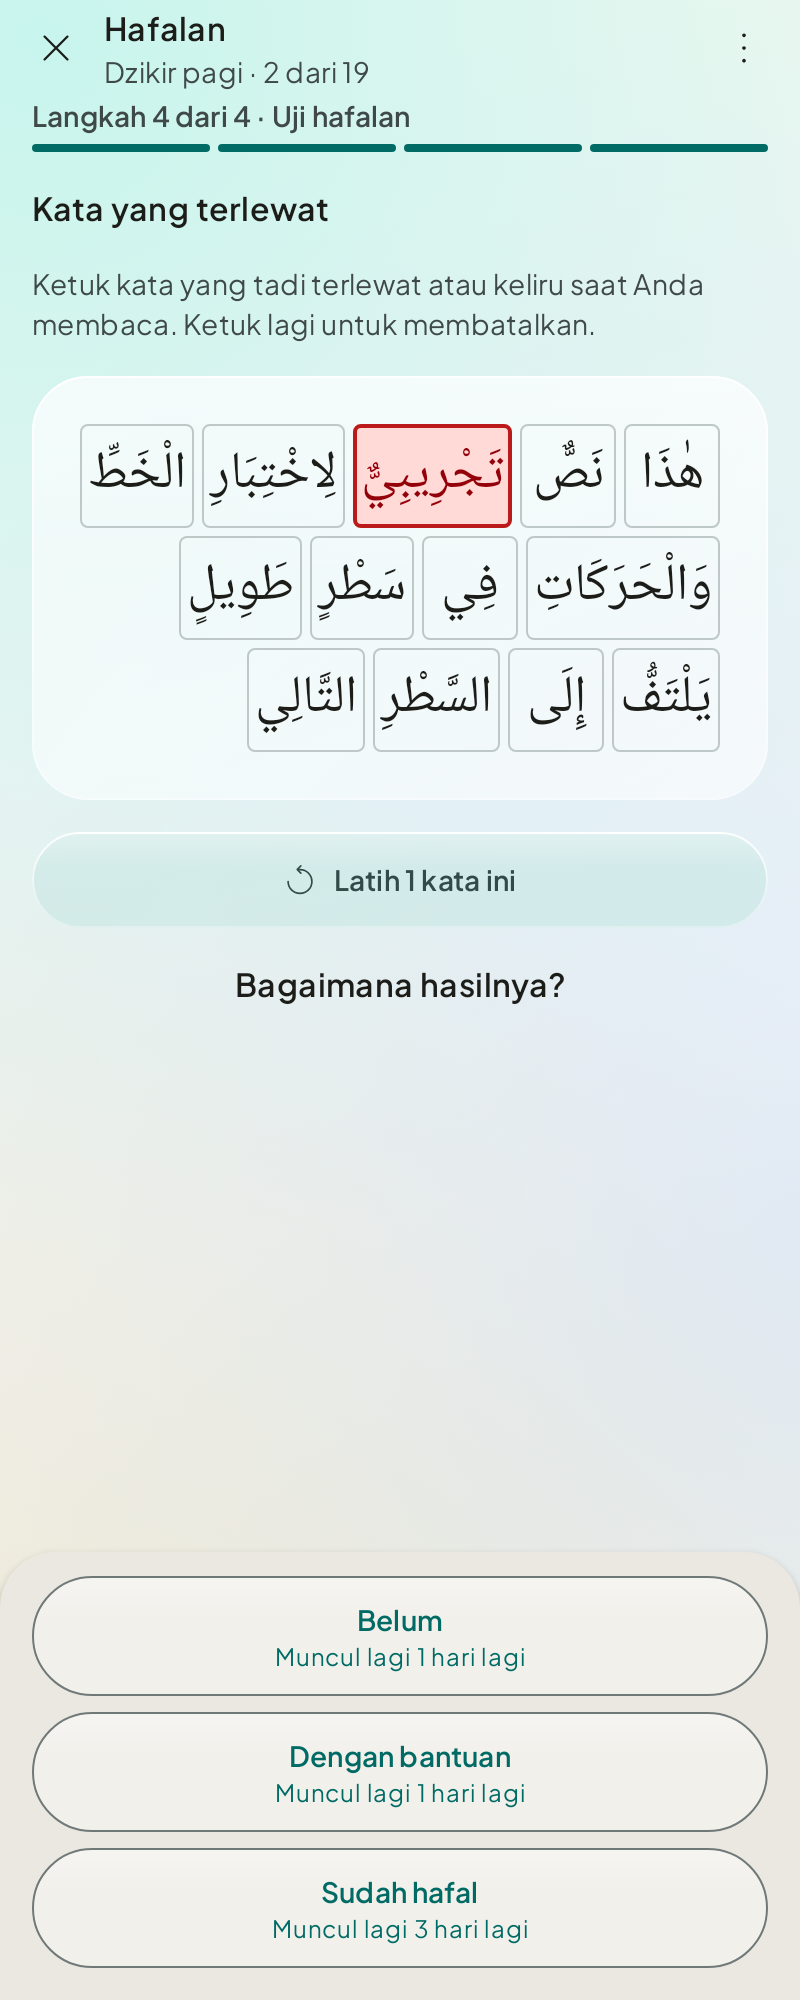 Hafalan
Dzikir pagi · 2 dari 19
Langkah 4 dari 4 · Uji hafalan
Kata yang terlewat
Ketuk kata yang tadi terlewat atau keliru saat Anda
membaca. Ketuk lagi untuk membatalkan.
هٰذَا نَصٌّ تَجْرِيبِيٌّ لِاخْتِبَارِ الْخَطِّ
وَالْحَرَكَاتِ فِي سَطْرٍ طَوِيلٍ
يَلْتَفُّ إِلَى السَّطْرِ التَّالِي
Latih 1 kata ini
Bagaimana hasilnya?
Belum
Muncul lagi 1 hari lagi
Dengan bantuan
Muncul lagi 1 hari lagi
Sudah hafal
Muncul lagi 3 hari lagi